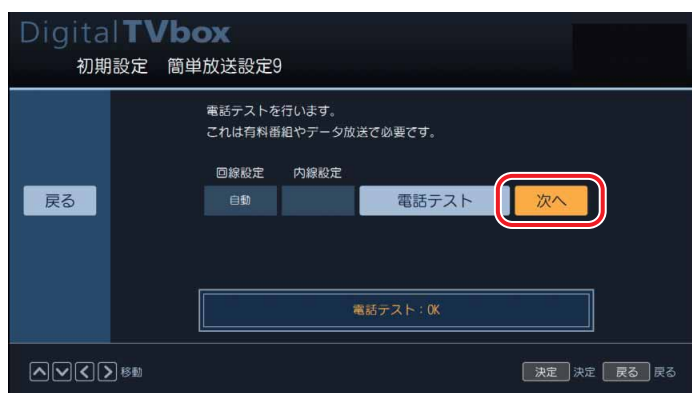 DigitalTVbox
初期設定 簡単放送設定9
電話テストを行います。
これは有料番組やデータ放送で必要です。
回線設定 内線設定
戻る 自動 電話テスト 次へ
電話テスト：OK
移動 決定 決定 戻る 戻る